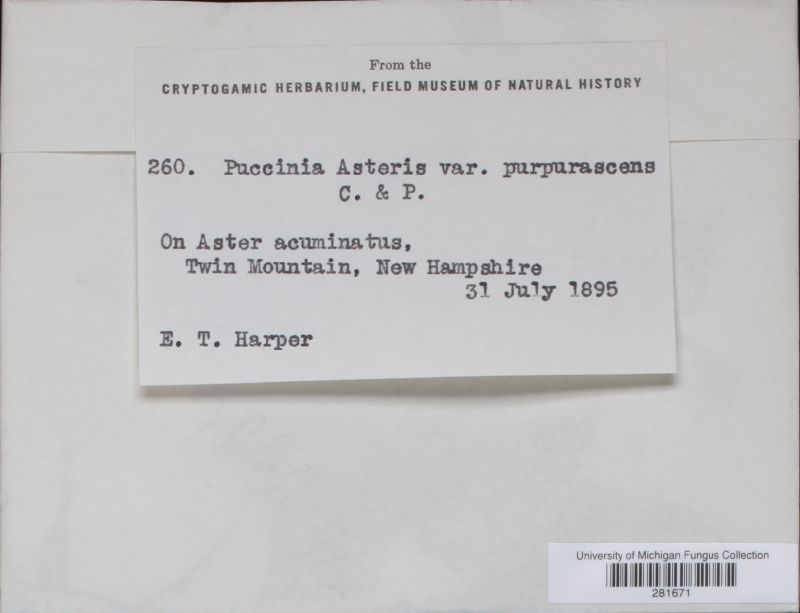 From the
CRYPTOGAMIC HERBARIUM, FIELD MUSEUM OF NATURAL HISTORY
260. Puccinia Asteris var. purpurascens
C. & P.
On Aster acuminatus,
Twin Mountain, New Hampshire
31 July 1895
E. T. Harper
University of Michigan Fungus Collection
281671